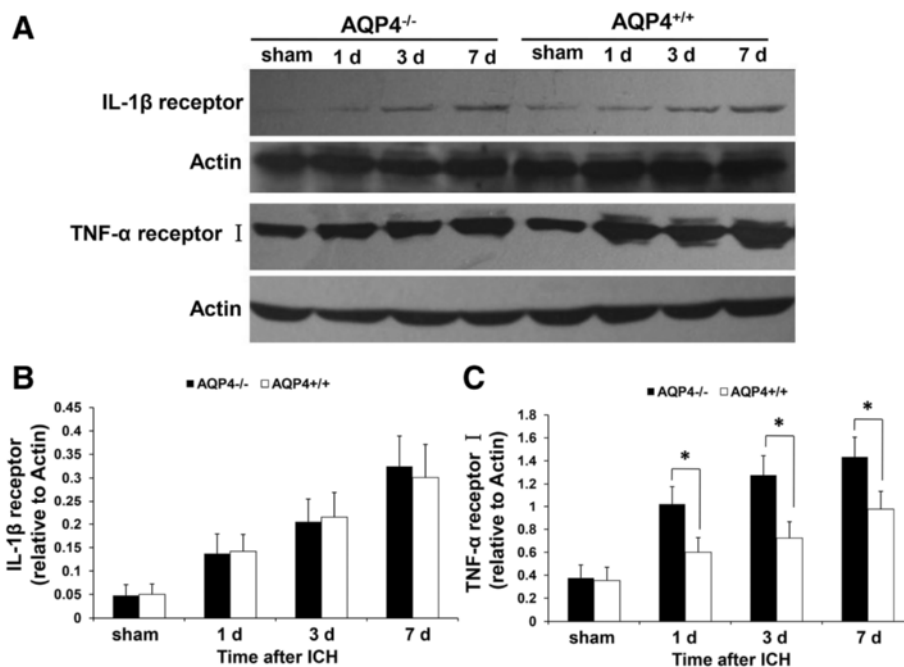 A
AQP4-/-
AQP4+/+
sham 1 d 3 d 7 d sham 1 d 3 d 7 d
IL-1β receptor
Actin
TNF-α receptor Ⅰ
Actin
B
AQP4-/- AQP4+/+
IL-1β receptor
(relative to Actin)
0.45
0.4
0.35
0.3
0.25
0.2
0.15
0.1
0.05
0
sham 1 d 3 d 7 d
Time after ICH
C
AQP4-/- AQP4+/+
TNF-α receptor Ⅰ
(relative to Actin)
1.8
1.6
1.4
1.2
1
0.8
0.6
0.4
0.2
0
* * *
sham 1 d 3 d 7 d
Time after ICH